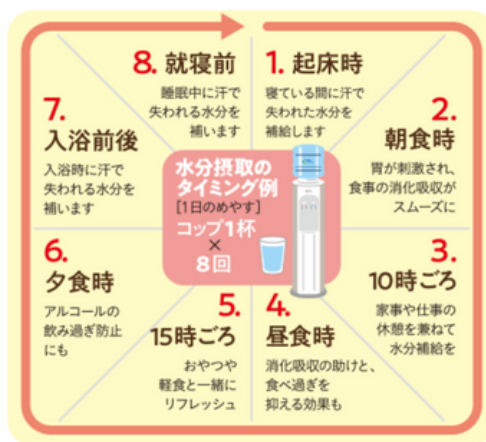 水分摂取の
タイミング例
[1日のめやす]
コップ1杯
×
8回
1. 起床時
寝ている間に汗で
失われた水分を
補給します
2.
朝食時
胃が刺激され、
食事の消化吸収が
スムーズに
3.
10時ごろ
家事や仕事の
休憩を兼ねて
水分補給を
4.
昼食時
消化吸収の助けと、
食べ過ぎを
抑える効果も
5.
15時ごろ
おやつや
軽食と一緒に
リフレッシュ
6.
夕食時
アルコールの
飲み過ぎ防止
にも
7.
入浴前後
入浴時に汗で
失われる水分を
補います
8. 就寝前
睡眠中に汗で
失われる水分を
補います